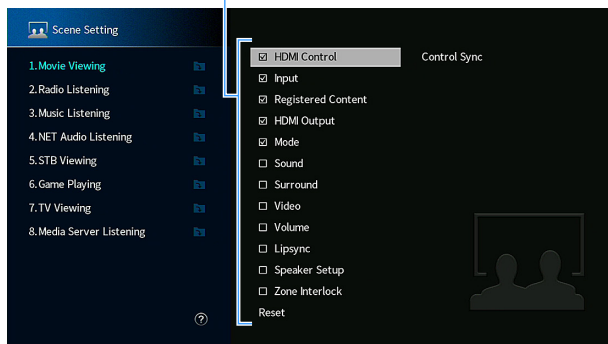 Scene Setting
1.Movie Viewing
2.Radio Listening
3.Music Listening
4.NET Audio Listening
5.STB Viewing
6.Game Playing
7.TV Viewing
8.Media Server Listening
?
HDMI Control Control Sync
Input
Registered Content
HDMI Output
Mode
Sound
Surround
Video
Volume
Lipsync
Speaker Setup
Zone Interlock
Reset